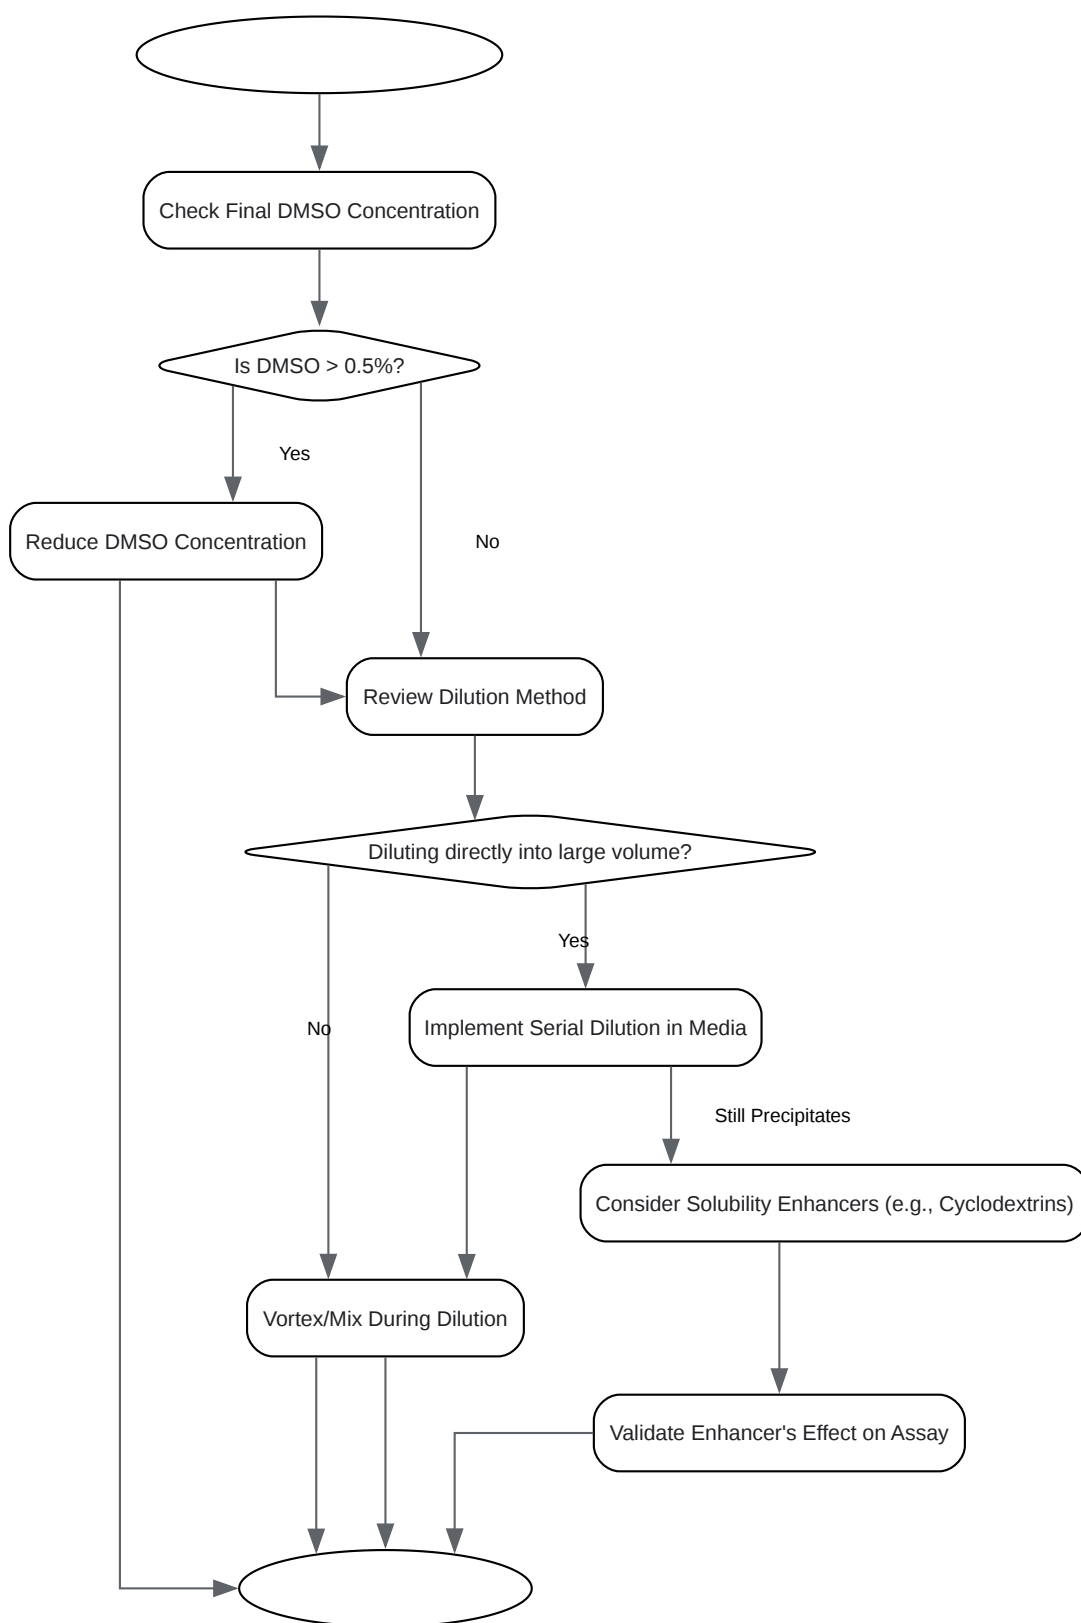 Check Final DMSO Concentration
Is DMSO > 0.5%?
Yes
Reduce DMSO Concentration
No
Review Dilution Method
Diluting directly into large volume?
Yes
No
Implement Serial Dilution in Media
Still Precipitates
Consider Solubility Enhancers (e.g., Cyclodextrins)
Vortex/Mix During Dilution
Validate Enhancer's Effect on Assay